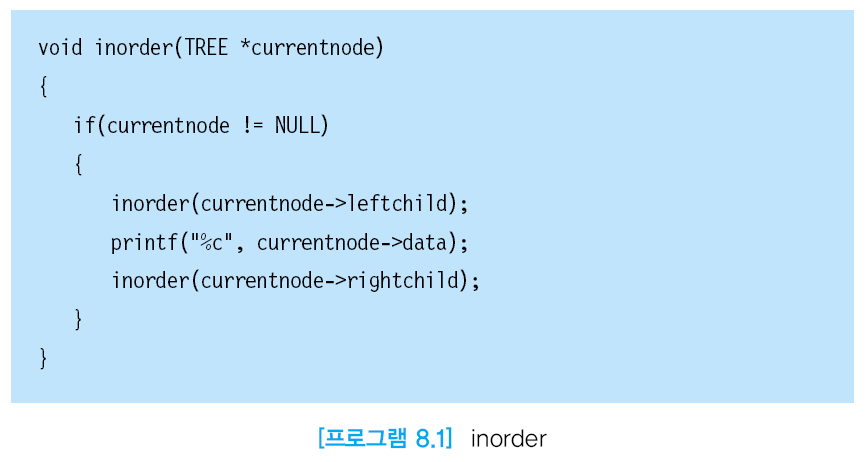 void inorder(TREE *currentnode)
{
if(currentnode != NULL)
{
inorder(currentnode->leftchild);
printf("%c", currentnode->data);
inorder(currentnode->rightchild);
}
}
[프로그램 8.1] inorder